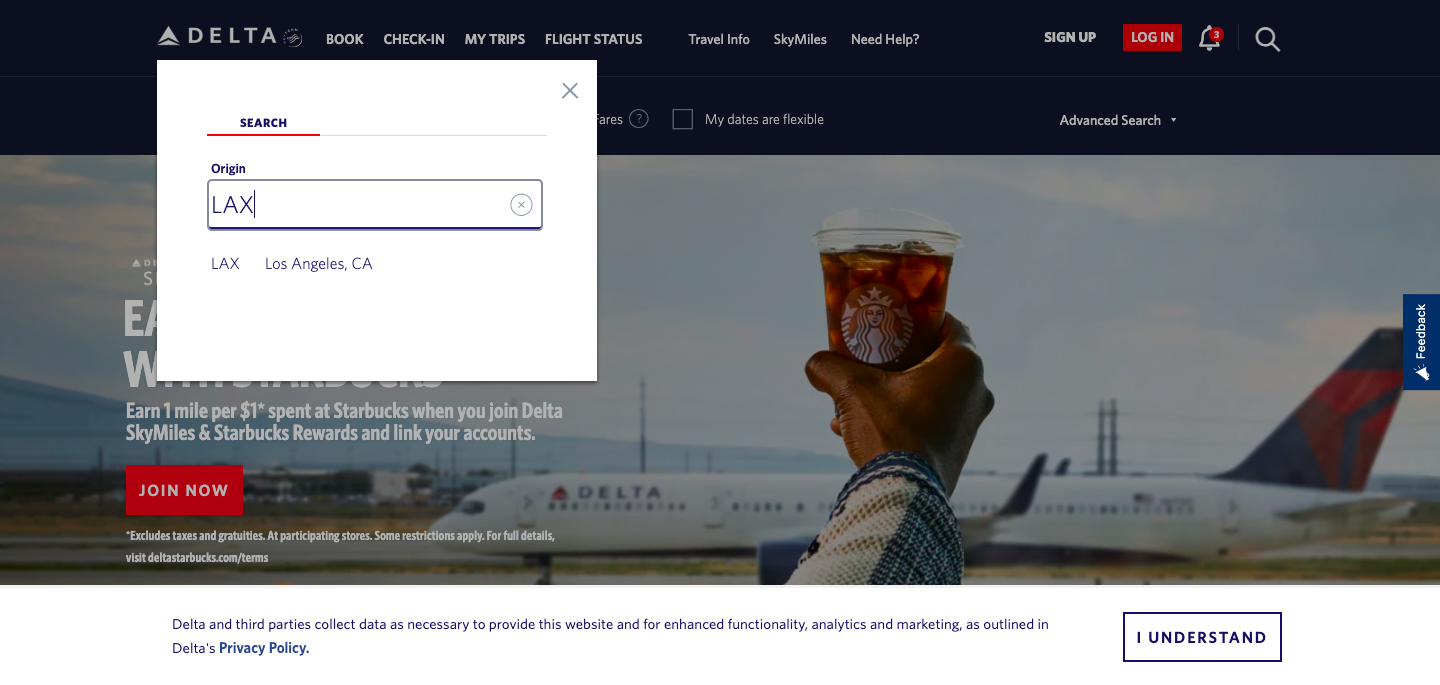 DELTA
BOOK
CHECK-IN
MY TRIPS
FLIGHT STATUS
Travel Info
SkyMiles
Need Help?
SIGN UP
LOG IN
3
SEARCH
Origin
LAX
LAX Los Angeles, CA
Fares
?
My dates are flexible
Advanced Search
Earn 1 mile per $1* spent at Starbucks when you join Delta
SkyMiles & Starbucks Rewards and link your accounts.
JOIN NOW
*Excludes taxes and gratuities. At participating stores. Some restrictions apply. For full details,
visit deltastarbucks.com/terms
DELTA
Feedback
Delta and third parties collect data as necessary to provide this website and for enhanced functionality, analytics and marketing, as outlined in
Delta's Privacy Policy.
I UNDERSTAND